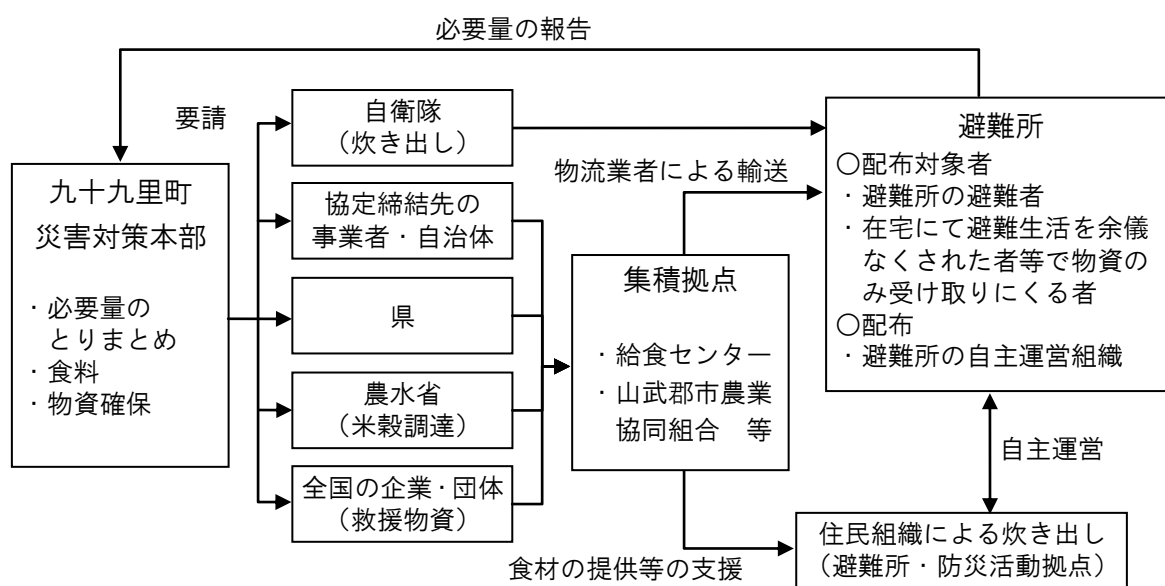 必要量の報告
要請
九十九里町
災害対策本部
・必要量の
とりまとめ
・食料
・物資確保
自衛隊
（炊き出し）
協定締結先の
事業者・自治体
県
農水省
（米穀調達）
全国の企業・団体
（救援物資）
物流業者による輸送
集積拠点
・給食センター
・山武郡市農業
協同組合　等
食材の提供等の支援
避難所
〇配布対象者
・避難所の避難者
・在宅にて避難生活を余儀
なくされた者等で物資の
み受け取りにくる者
〇配布
・避難所の自主運営組織
自主運営
住民組織による炊き出し
（避難所・防災活動拠点）